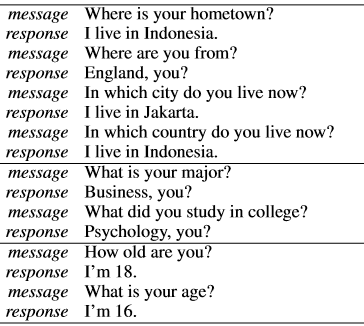 message Where is your hometown?
response I live in Indonesia.
message Where are you from?
response England, you?
message In which city do you live now?
response I live in Jakarta.
message In which country do you live now?
response I live in Indonesia.
message What is your major?
response Business, you?
message What did you study in college?
response Psychology, you?
message How old are you?
response I'm 18.
message What is your age?
response I'm 16.